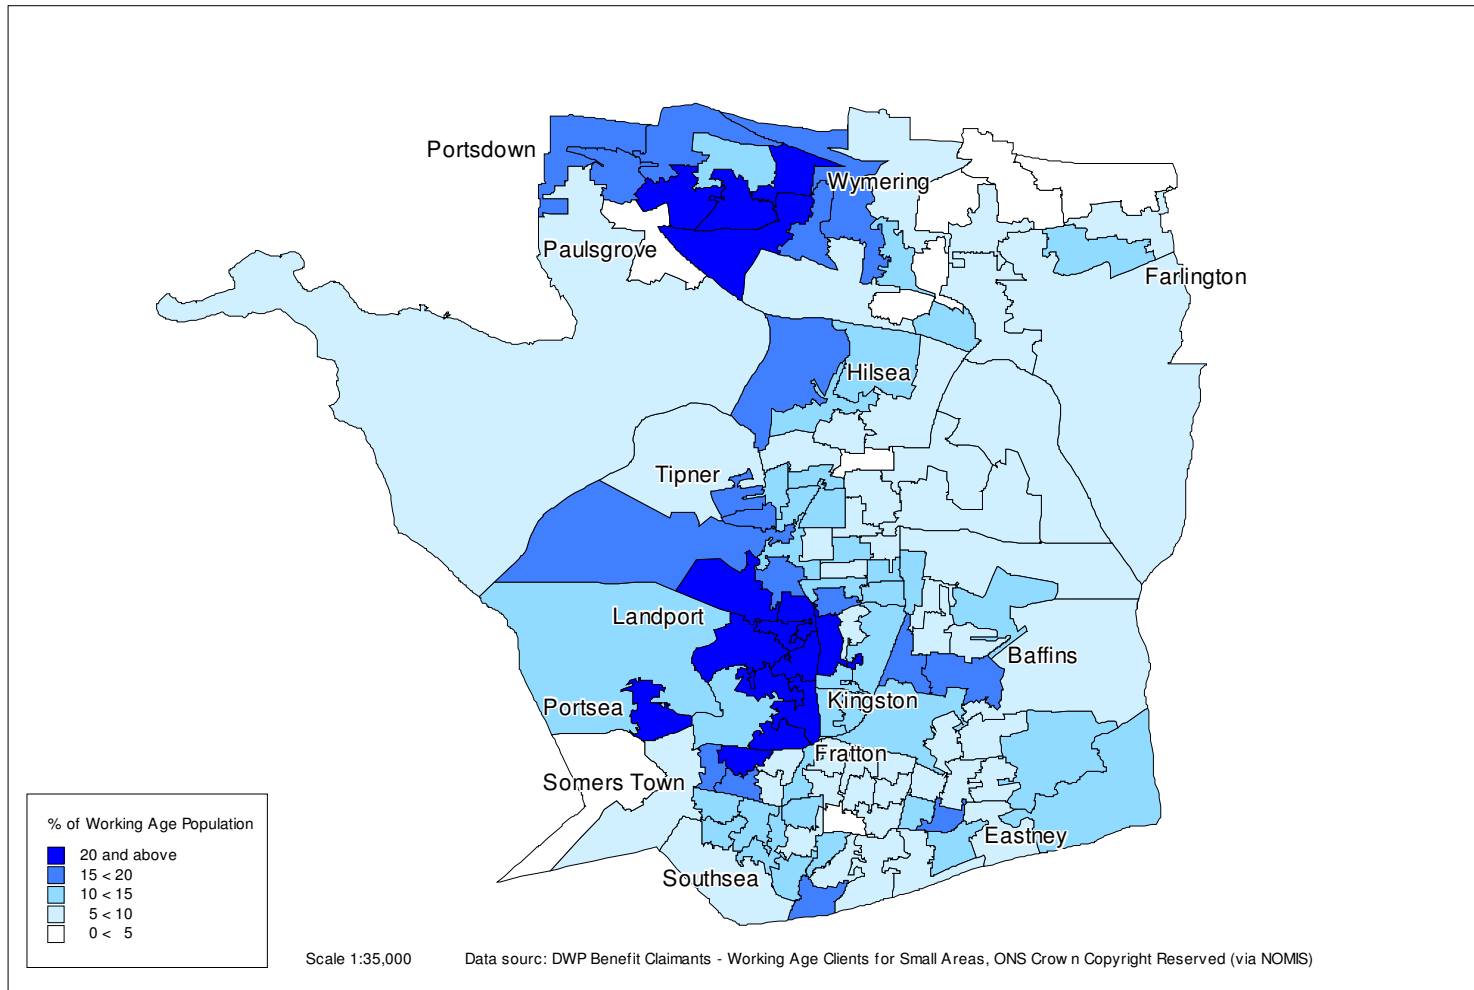 Portsdown
Wymering
Paulsgrove
Farlington
Hilsea
Tipner
Landport
Baffins
Portsea
Kingston
Fratton
Somers Town
Eastney
Southsea
% of Working Age Population
20 and above
15 < 20
10 < 15
5 < 10
0 < 5
Scale 1:35,000
Data sourc: DWP Benefit Claimants - Working Age Clients for Small Areas, ONS Crow n Copyright Reserved (via NOMIS)